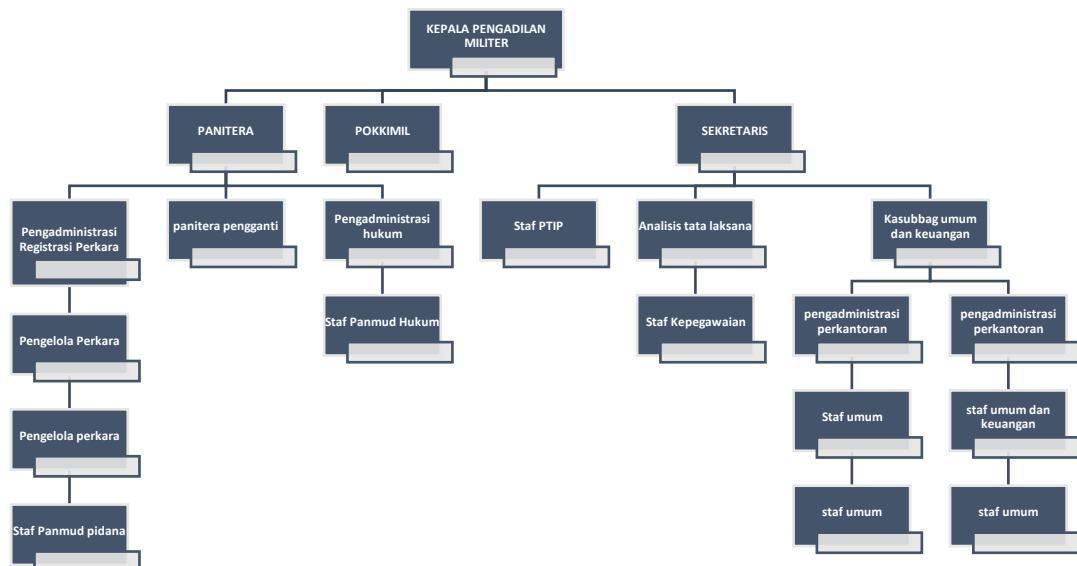 KEPALA PENGADILAN
MILITER
PANITERA
POKKIMIL
SEKRETARIS
Pengadministrasi
Registrasi Perkara
panitera pengganti
Pengadministrasi
hukum
Staf PTIP
Analisis tata laksana
Kasubbag umum
dan keuangan
Staf Panmud Hukum
Staf Kepegawaian
pengadministrasi
perkantoran
pengadministrasi
perkantoran
Pengelola Perkara
Staf umum
staf umum dan
keuangan
Pengelola perkara
staf umum
staf umum
Staf Panmud pidana